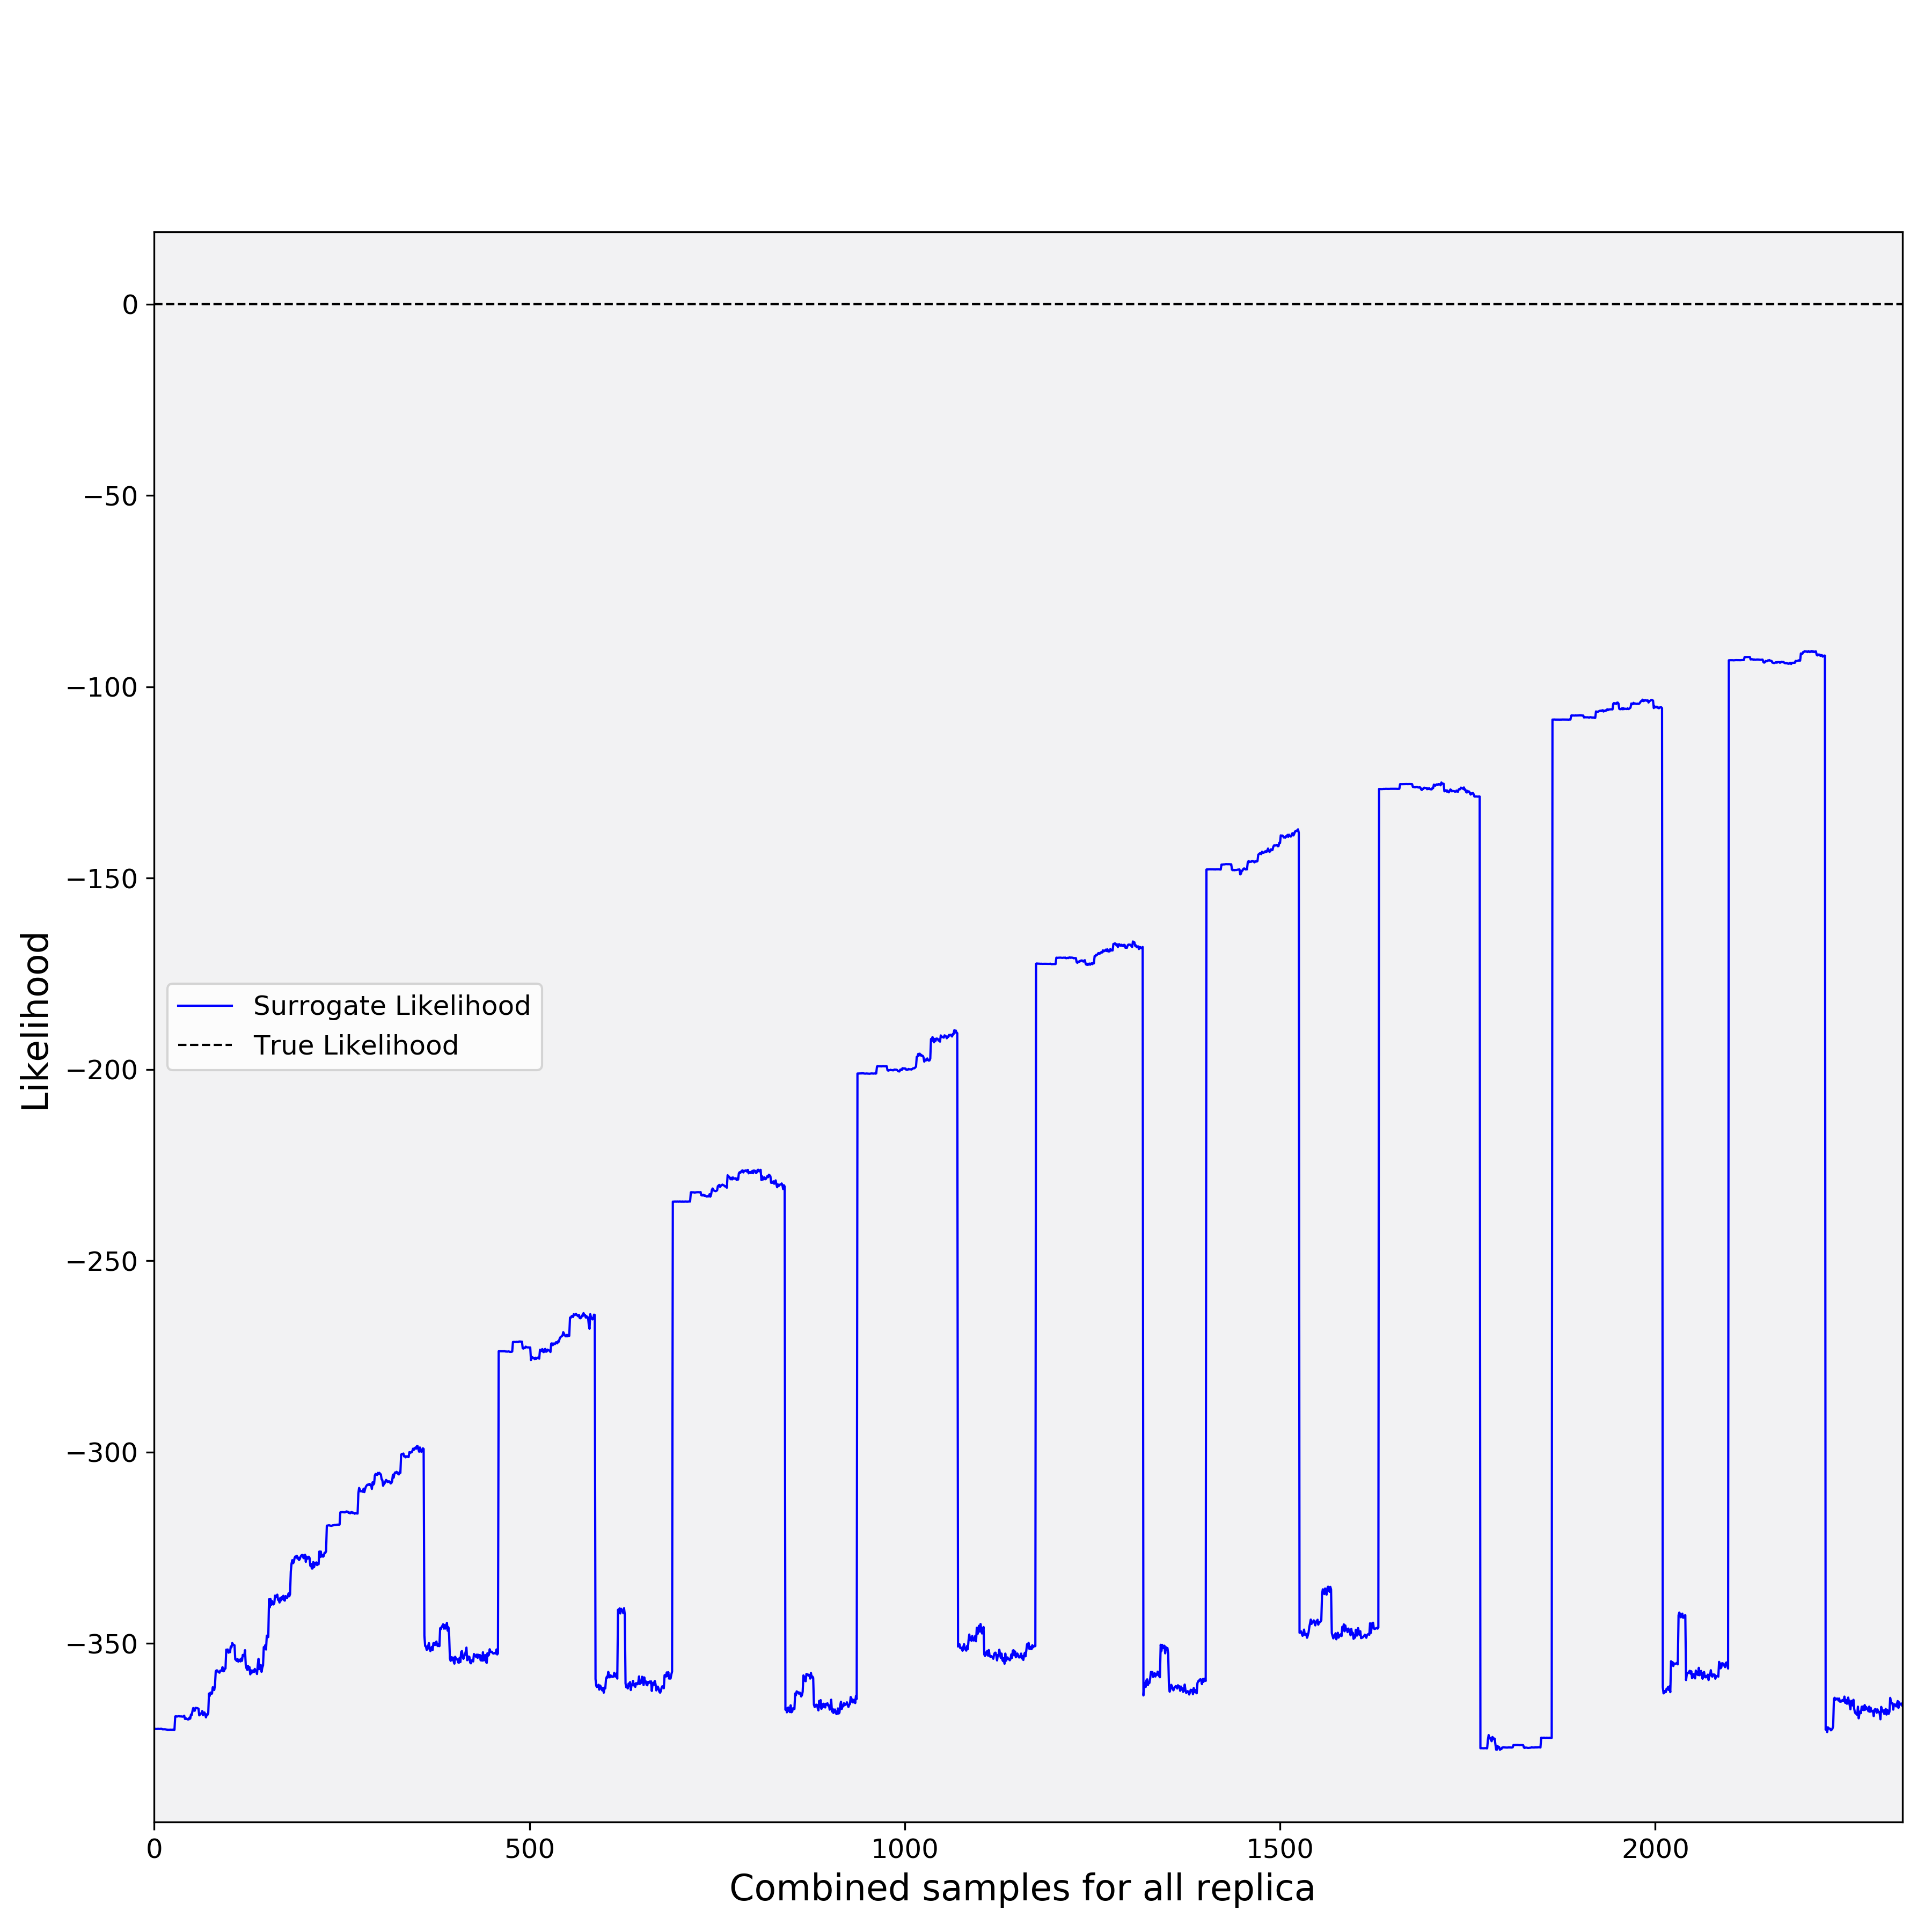 0
−50
−100
−150
−200
−250
−300
−350
Likelihood
Surrogate Likelihood
True Likelihood
0 500 1000 1500 2000
Combined samples for all replica